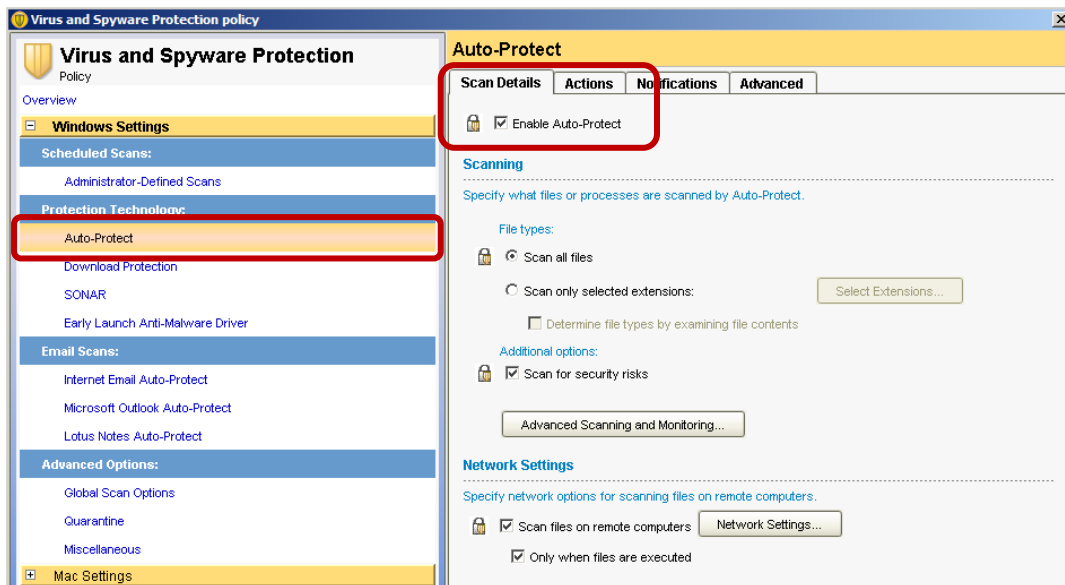 Virus and Spyware Protection policy
Virus and Spyware Protection
Policy
Overview
Windows Settings
Scheduled Scans:
Administrator-Defined Scans
Protection Technology:
Auto-Protect
Download Protection
SONAR
Early Launch Anti-Malware Driver
Email Scans:
Internet Email Auto-Protect
Microsoft Outlook Auto-Protect
Lotus Notes Auto-Protect
Advanced Options:
Global Scan Options
Quarantine
Miscellaneous
Mac Settings
Auto-Protect
Scan Details Actions Notifications Advanced
Enable Auto-Protect
Scanning
Specify what files or processes are scanned by Auto-Protect.
File types:
Scan all files
Scan only selected extensions: Select Extensions...
Determine file types by examining file contents
Additional options:
Scan for security risks
Advanced Scanning and Monitoring...
Network Settings
Specify network options for scanning files on remote computers.
Scan files on remote computers Network Settings...
Only when files are executed